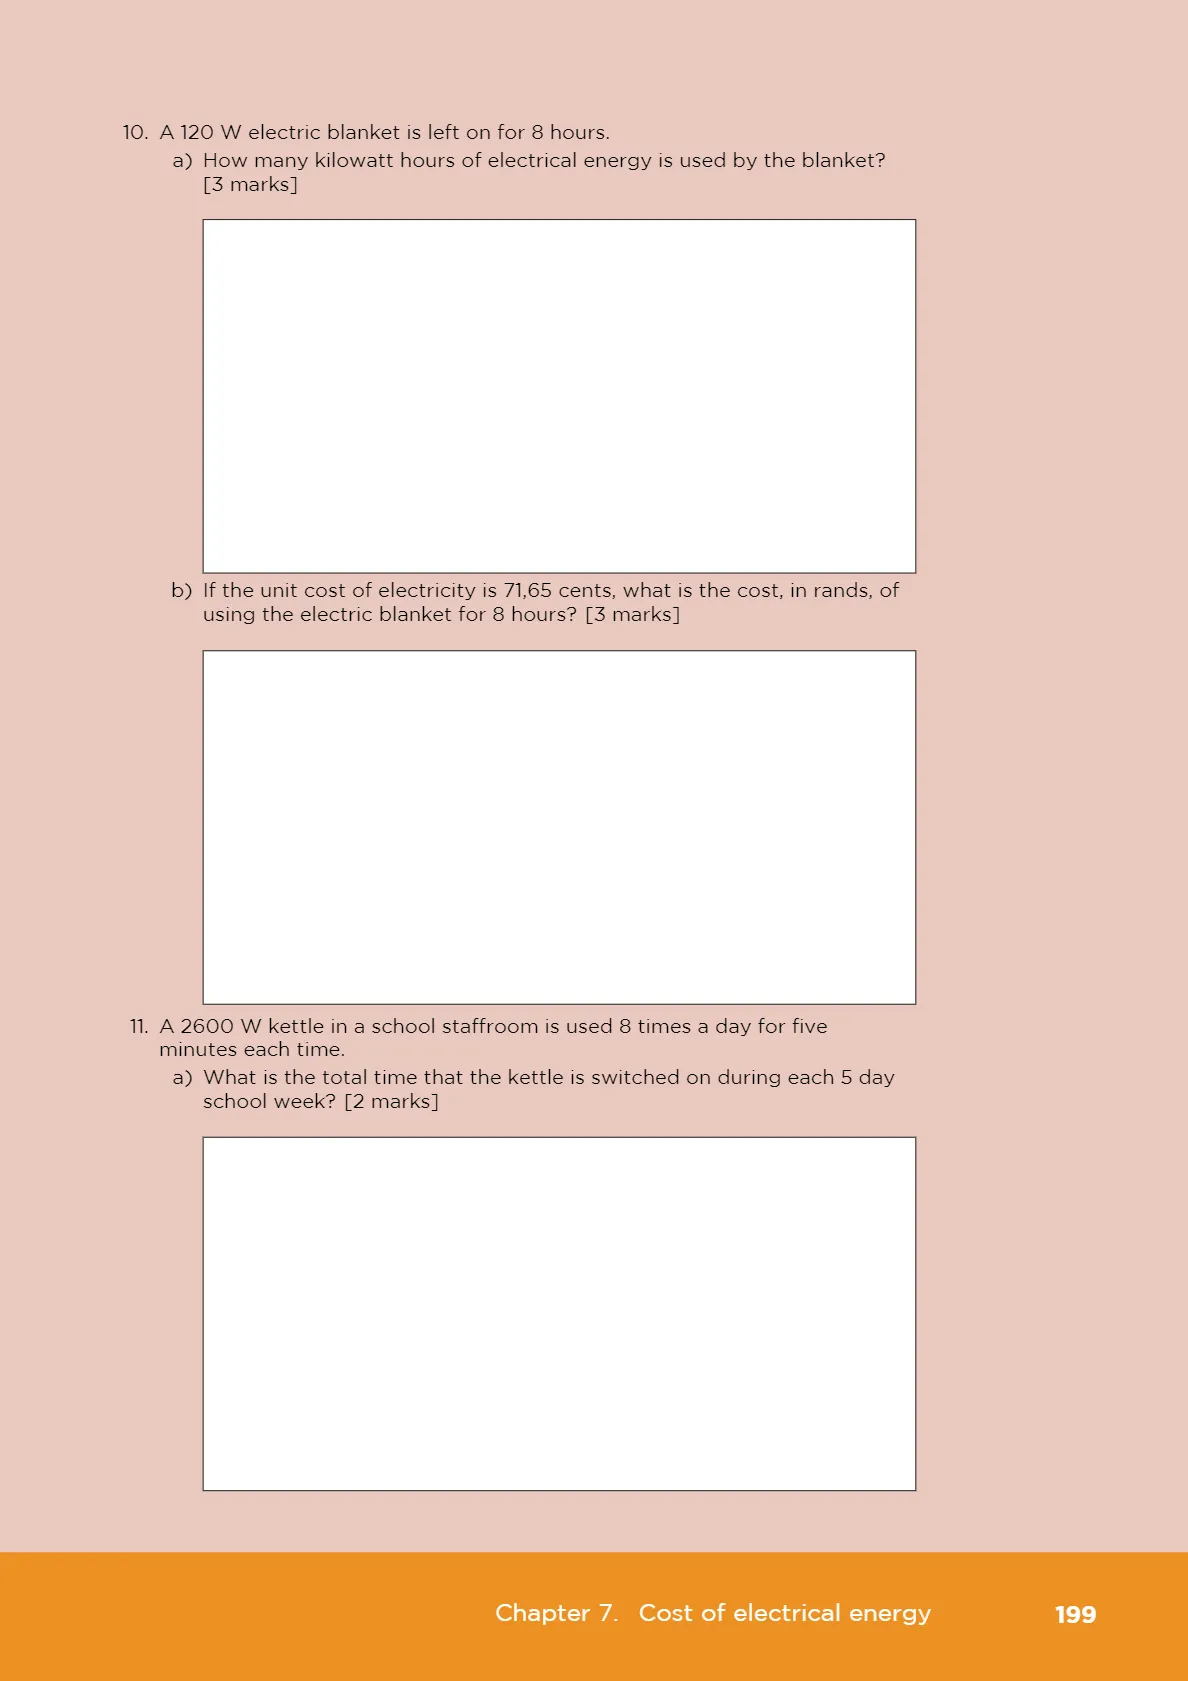 10. A 120 W electric blanket is left on for 8 hours.
a) How many kilowatt hours of electrical energy is used by the blanket?
[3 marks]
b) If the unit cost of electricity is 71,65 cents, what is the cost, in rands, of
using the electric blanket for 8 hours? [3 marks]
11. A 2600 W kettle in a school staffroom is used 8 times a day for five
minutes each time.
a) What is the total time that the kettle is switched on during each 5 day
school week? [2 marks]
Chapter 7. Cost of electrical energy 199